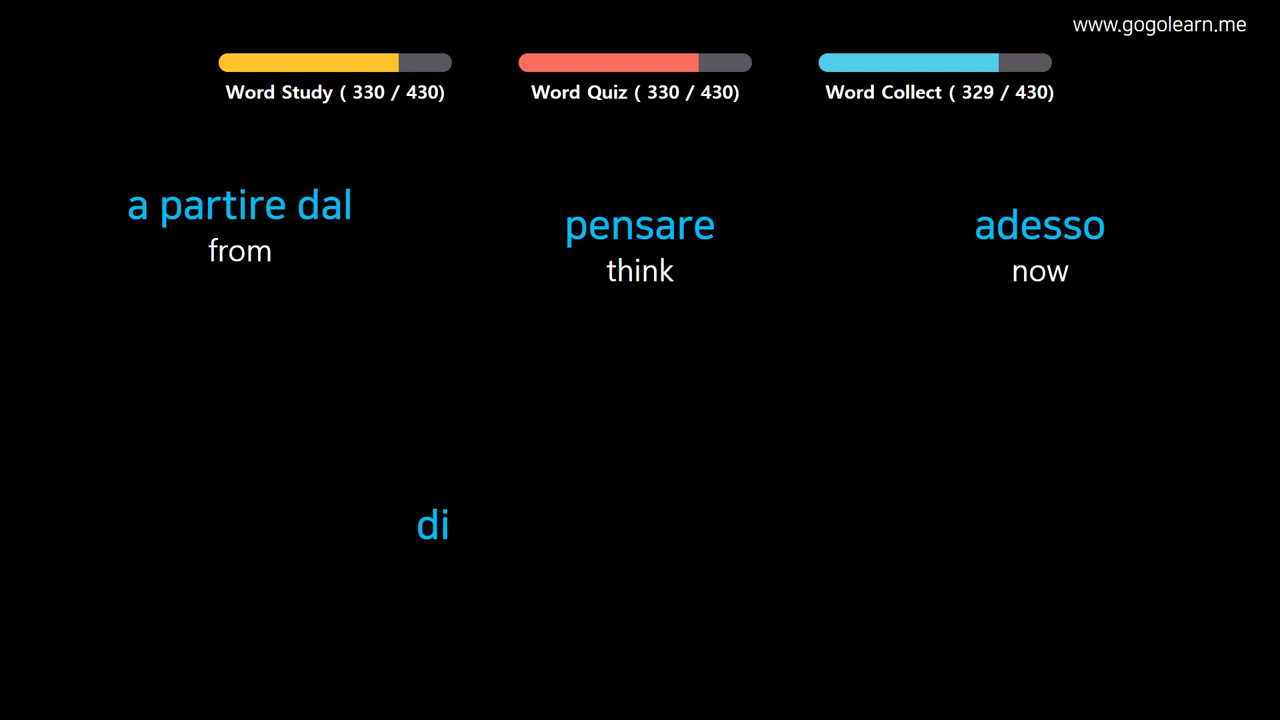 www.gogolearn.me
Word Study ( 330 / 430)
Word Quiz ( 330 / 430)
Word Collect ( 329 / 430)
a partire dal
from
pensare
think
adesso
now
di